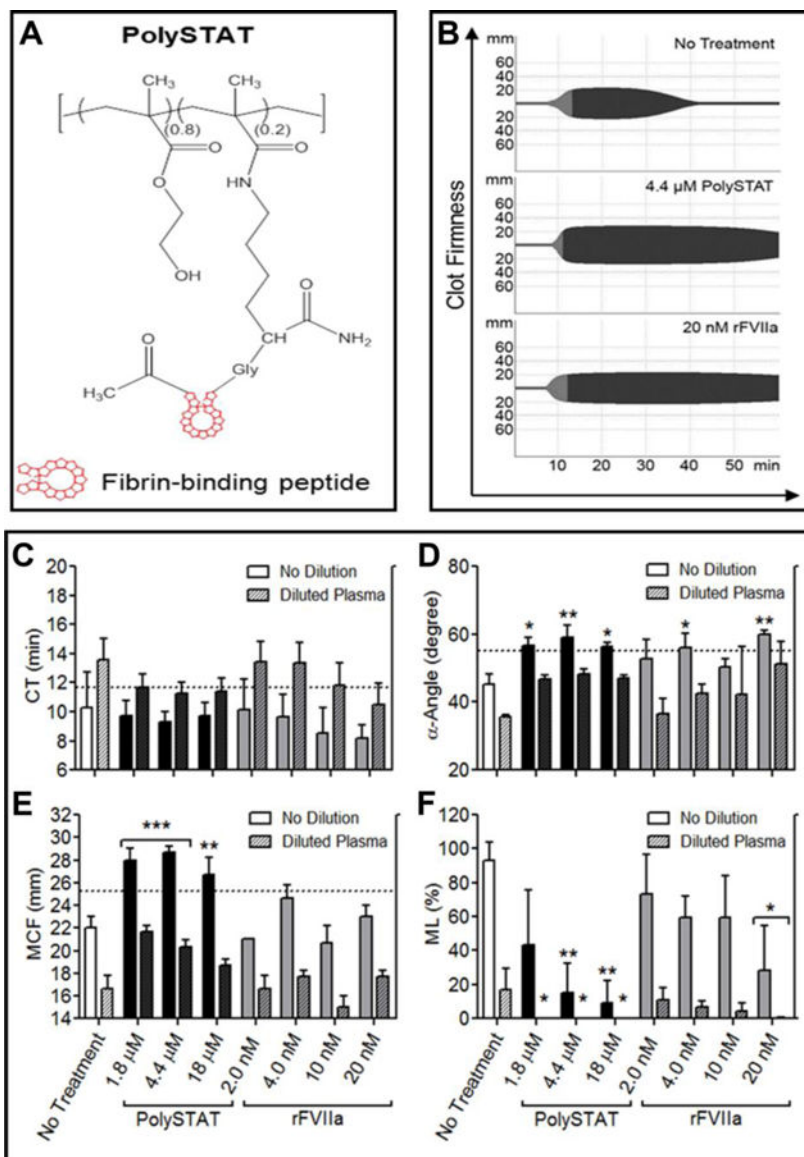 A
PolySTAT
CH₃
CH₃
(0.8)
(0.2)
O
O
O
HN
OH
O
O
CH
NH₂
Gly
H₃C
Fibrin-binding peptide
B
mm
No Treatment
60
40
20
20
40
60
mm
4.4 µM PolySTAT
60
40
20
20
40
60
mm
20 nM rFVIIa
60
40
20
20
40
60
10 20 30 40 50 min
Clot Firmness
C
No Dilution
Diluted Plasma
CT (min)
20
18
16
14
12
10
8
6
D
No Dilution
Diluted Plasma
α-Angle (degree)
80
60
40
20
* ** * * **
E
No Dilution
Diluted Plasma
MCF (mm)
32
30
28
26
24
22
20
18
16
14
*** **
No Treatment 1.8 µM 4.4 µM 18 µM 2.0 nM 4.0 nM 10 nM 20 nM
PolySTAT rFVIIa
F
No Dilution
Diluted Plasma
ML (%)
120
100
80
60
40
20
0
* ** * ** * *
No Treatment 1.8 µM 4.4 µM 18 µM 2.0 nM 4.0 nM 10 nM 20 nM
PolySTAT rFVIIa